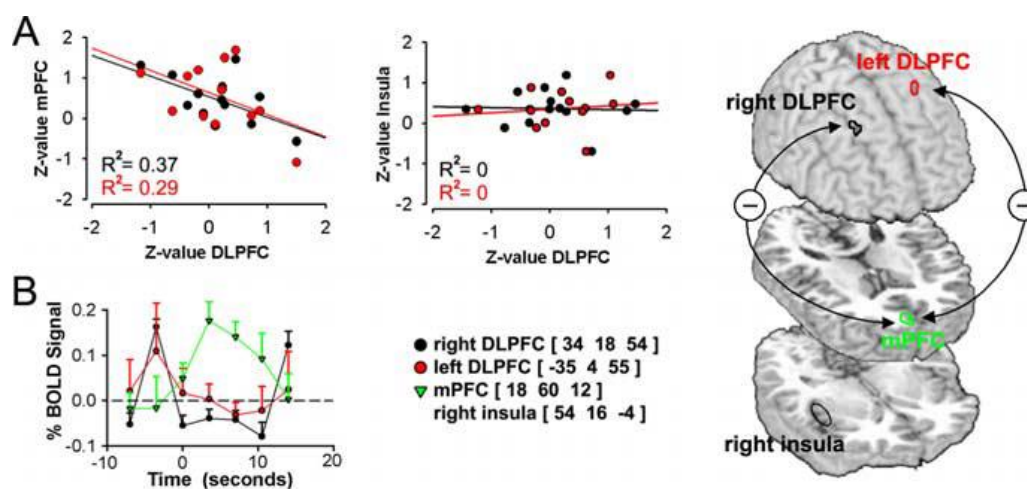 A
Z-value mPFC
2
1
0
-1
-2
R²= 0.37
R²= 0.29
-2 -1 0 1 2
Z-value DLPFC
Z-value Insula
2
1
0
-1
-2
R²= 0
R²= 0
-2 -1 0 1 2
Z-value DLPFC
left DLPFC
right DLPFC
−
−
mPFC
right insula
B
% BOLD Signal
0.2
0.1
0.0
-0.1
-10 0 10 20
Time (seconds)
right DLPFC [ 34 18 54 ]
left DLPFC [ -35 4 55 ]
mPFC [ 18 60 12 ]
right insula [ 54 16 -4 ]